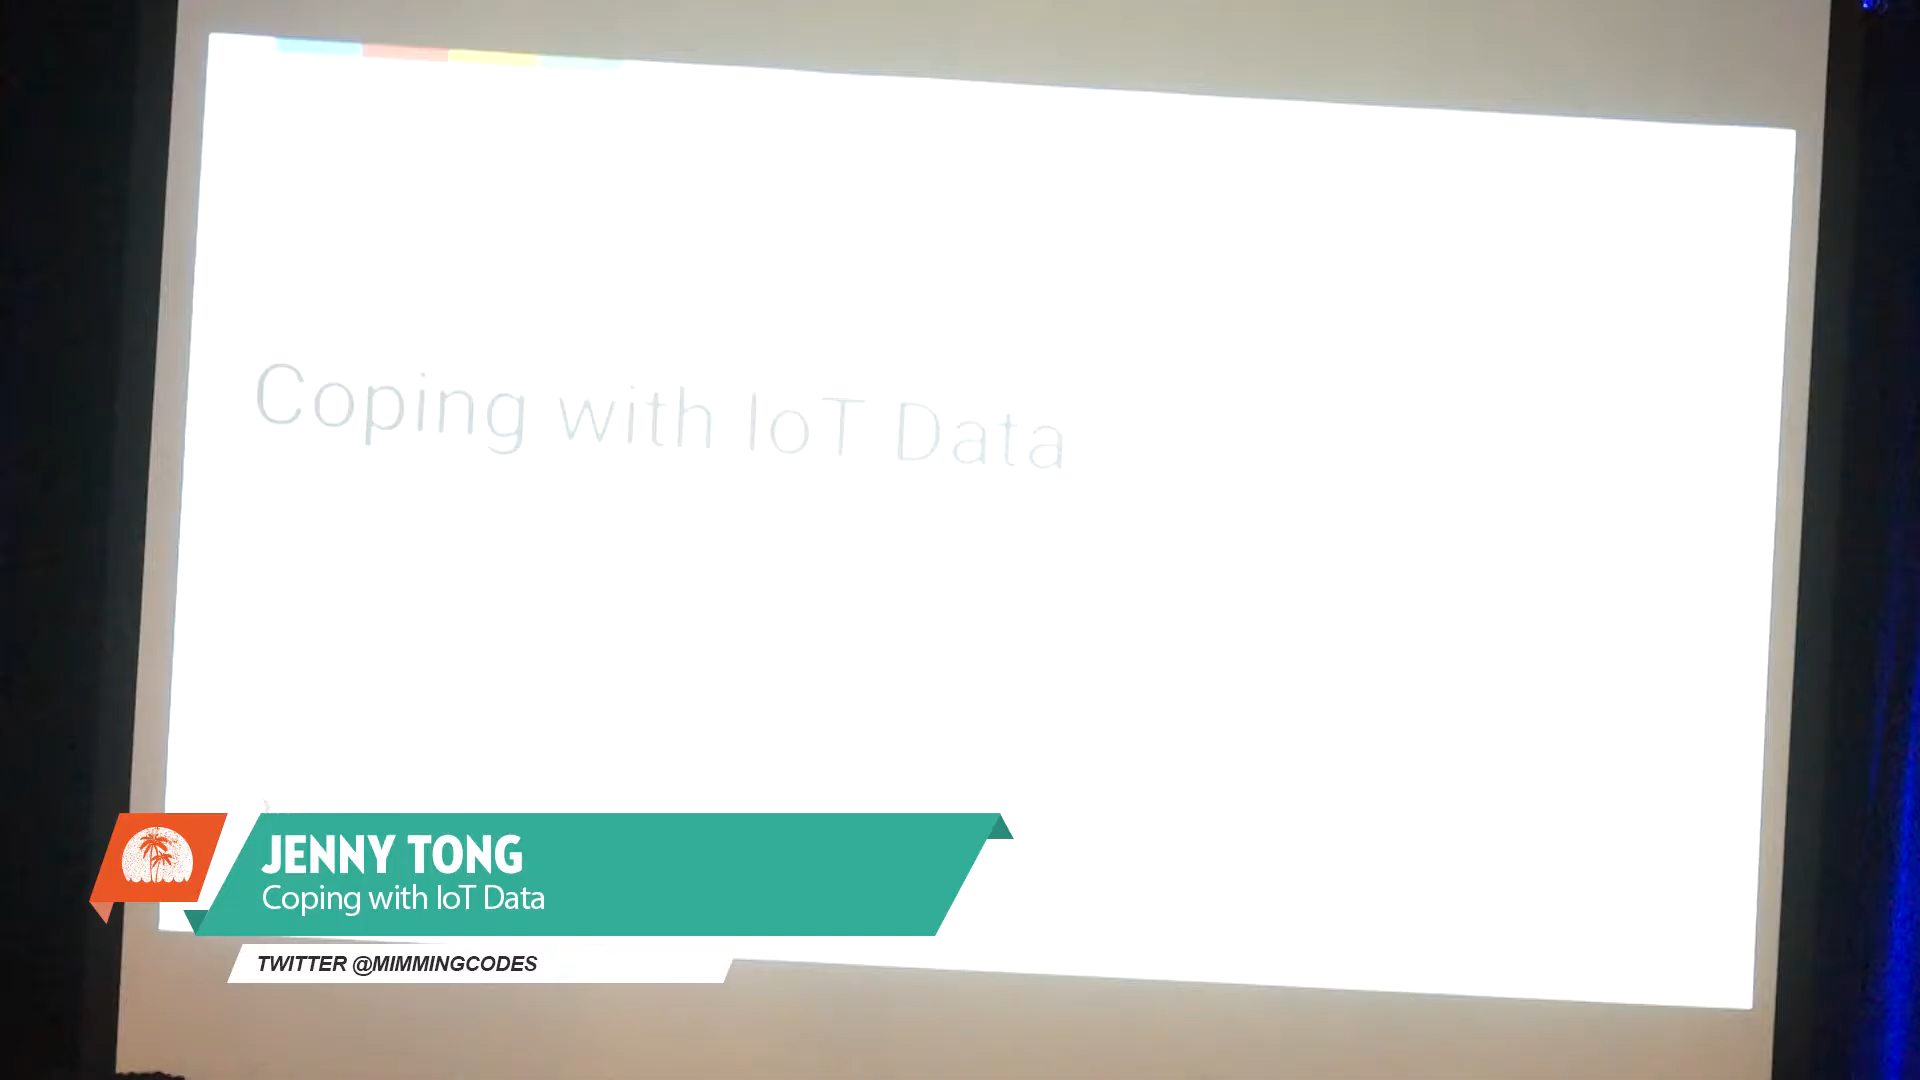 Coping with IoT Data
JENNY TONG
Coping with IoT Data
TWITTER @MIMMINGCODES